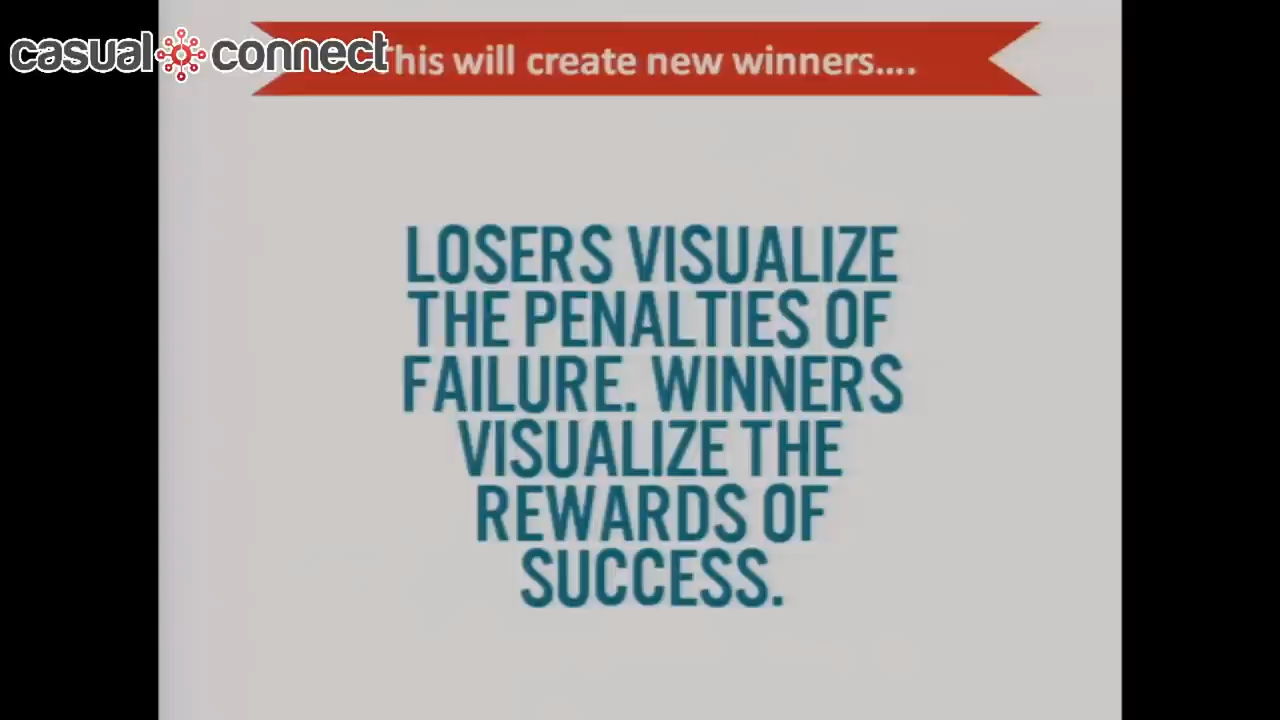 casual connect
This will create new winners....
LOSERS VISUALIZE
THE PENALTIES OF
FAILURE. WINNERS
VISUALIZE THE
REWARDS OF
SUCCESS.